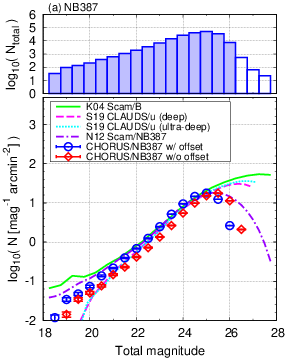 (a) NB387
log10( Ntotal )
6
5
4
3
2
1
0
K04 Scam/B
S19 CLAUDS/u (deep)
S19 CLAUDS/u (ultra-deep)
N12 Scam/NB387
CHORUS/NB387 w/ offset
CHORUS/NB387 w/o offset
log10( N [mag-1 arcmin-2] )
3
2
1
0
-1
-2
18 20 22 24 26 28
Total magnitude